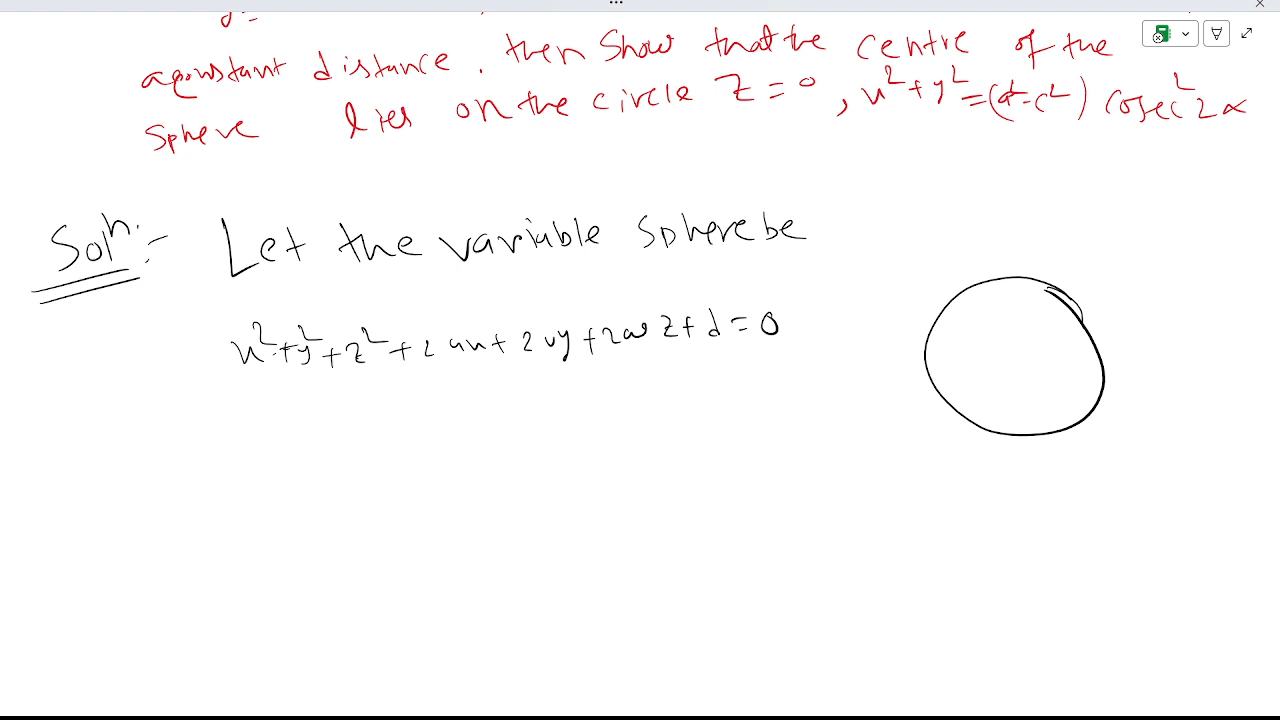 aconstant distance, then Show that the centre of the
Sphere lies on the circle Z = 0, x² + y² = (d² - c²) cosec² 2α
Solⁿ:- Let the variable sphere be
x² + y² + z² + 2ux + 2vy + 2wz + d = 0